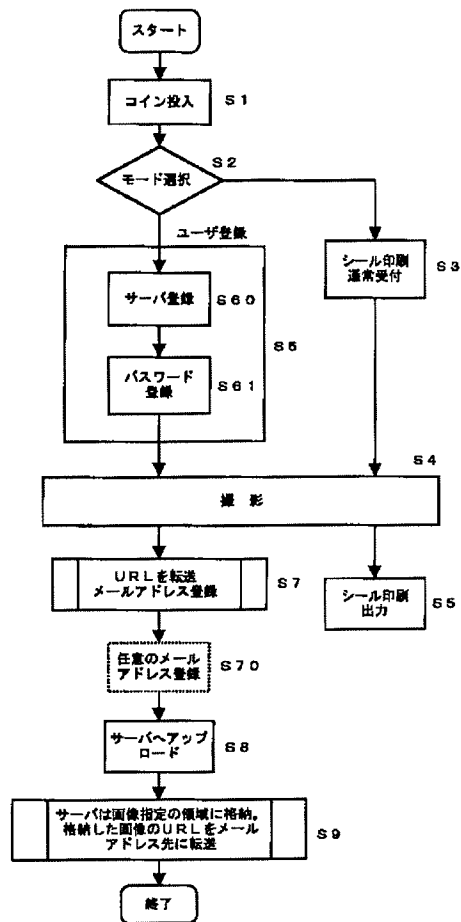 スタート
コイン投入
S1
モード選択
S2
ユーザ登録
サーバ登録
S60
パスワード
登録
S61
S6
シール印刷
通常受付
S3
撮 影
S4
URLを転送
メールアドレス登録
S7
シール印刷
出力
S5
任意のメール
アドレス登録
S70
サーバへアップ
ロード
S8
サーバは画像指定の領域に格納。
格納した画像のURLをメール
アドレス先に転送
S9
終了